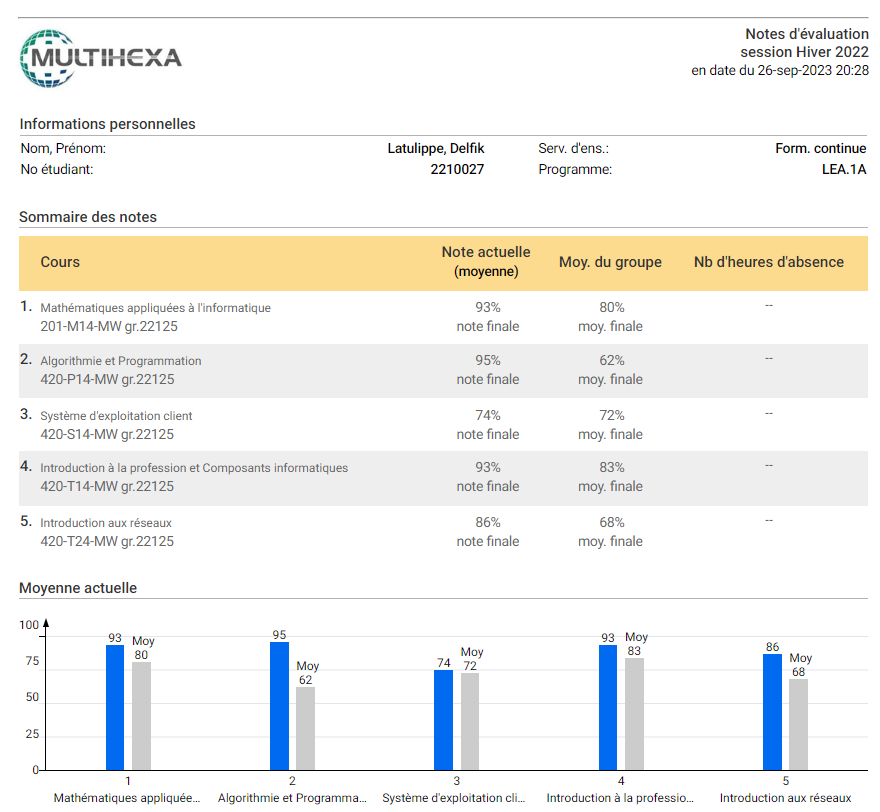 MULTIHEXA
Notes d'évaluation
session Hiver 2022
en date du 26-sep-2023 20:28
Informations personnelles
Nom, Prénom: Latulippe, Delfik Serv. d'ens.: Form. continue
No étudiant: 2210027 Programme: LEA.1A
Sommaire des notes
Cours Note actuelle (moyenne) Moy. du groupe Nb d'heures d'absence
1. Mathématiques appliquées à l'informatique 93% 80% --
201-M14-MW gr.22125 note finale moy. finale
2. Algorithmie et Programmation 95% 62% --
420-P14-MW gr.22125 note finale moy. finale
3. Système d'exploitation client 74% 72% --
420-S14-MW gr.22125 note finale moy. finale
4. Introduction à la profession et Composants informatiques 93% 83% --
420-T14-MW gr.22125 note finale moy. finale
5. Introduction aux réseaux 86% 68% --
420-T24-MW gr.22125 note finale moy. finale
Moyenne actuelle
100
75
50
25
0
93 Moy 80
95 Moy 62
74 Moy 72
93 Moy 83
86 Moy 68
1 2 3 4 5
Mathématiques appliquée... Algorithmie et Programma... Système d'exploitation cli... Introduction à la professio... Introduction aux réseaux